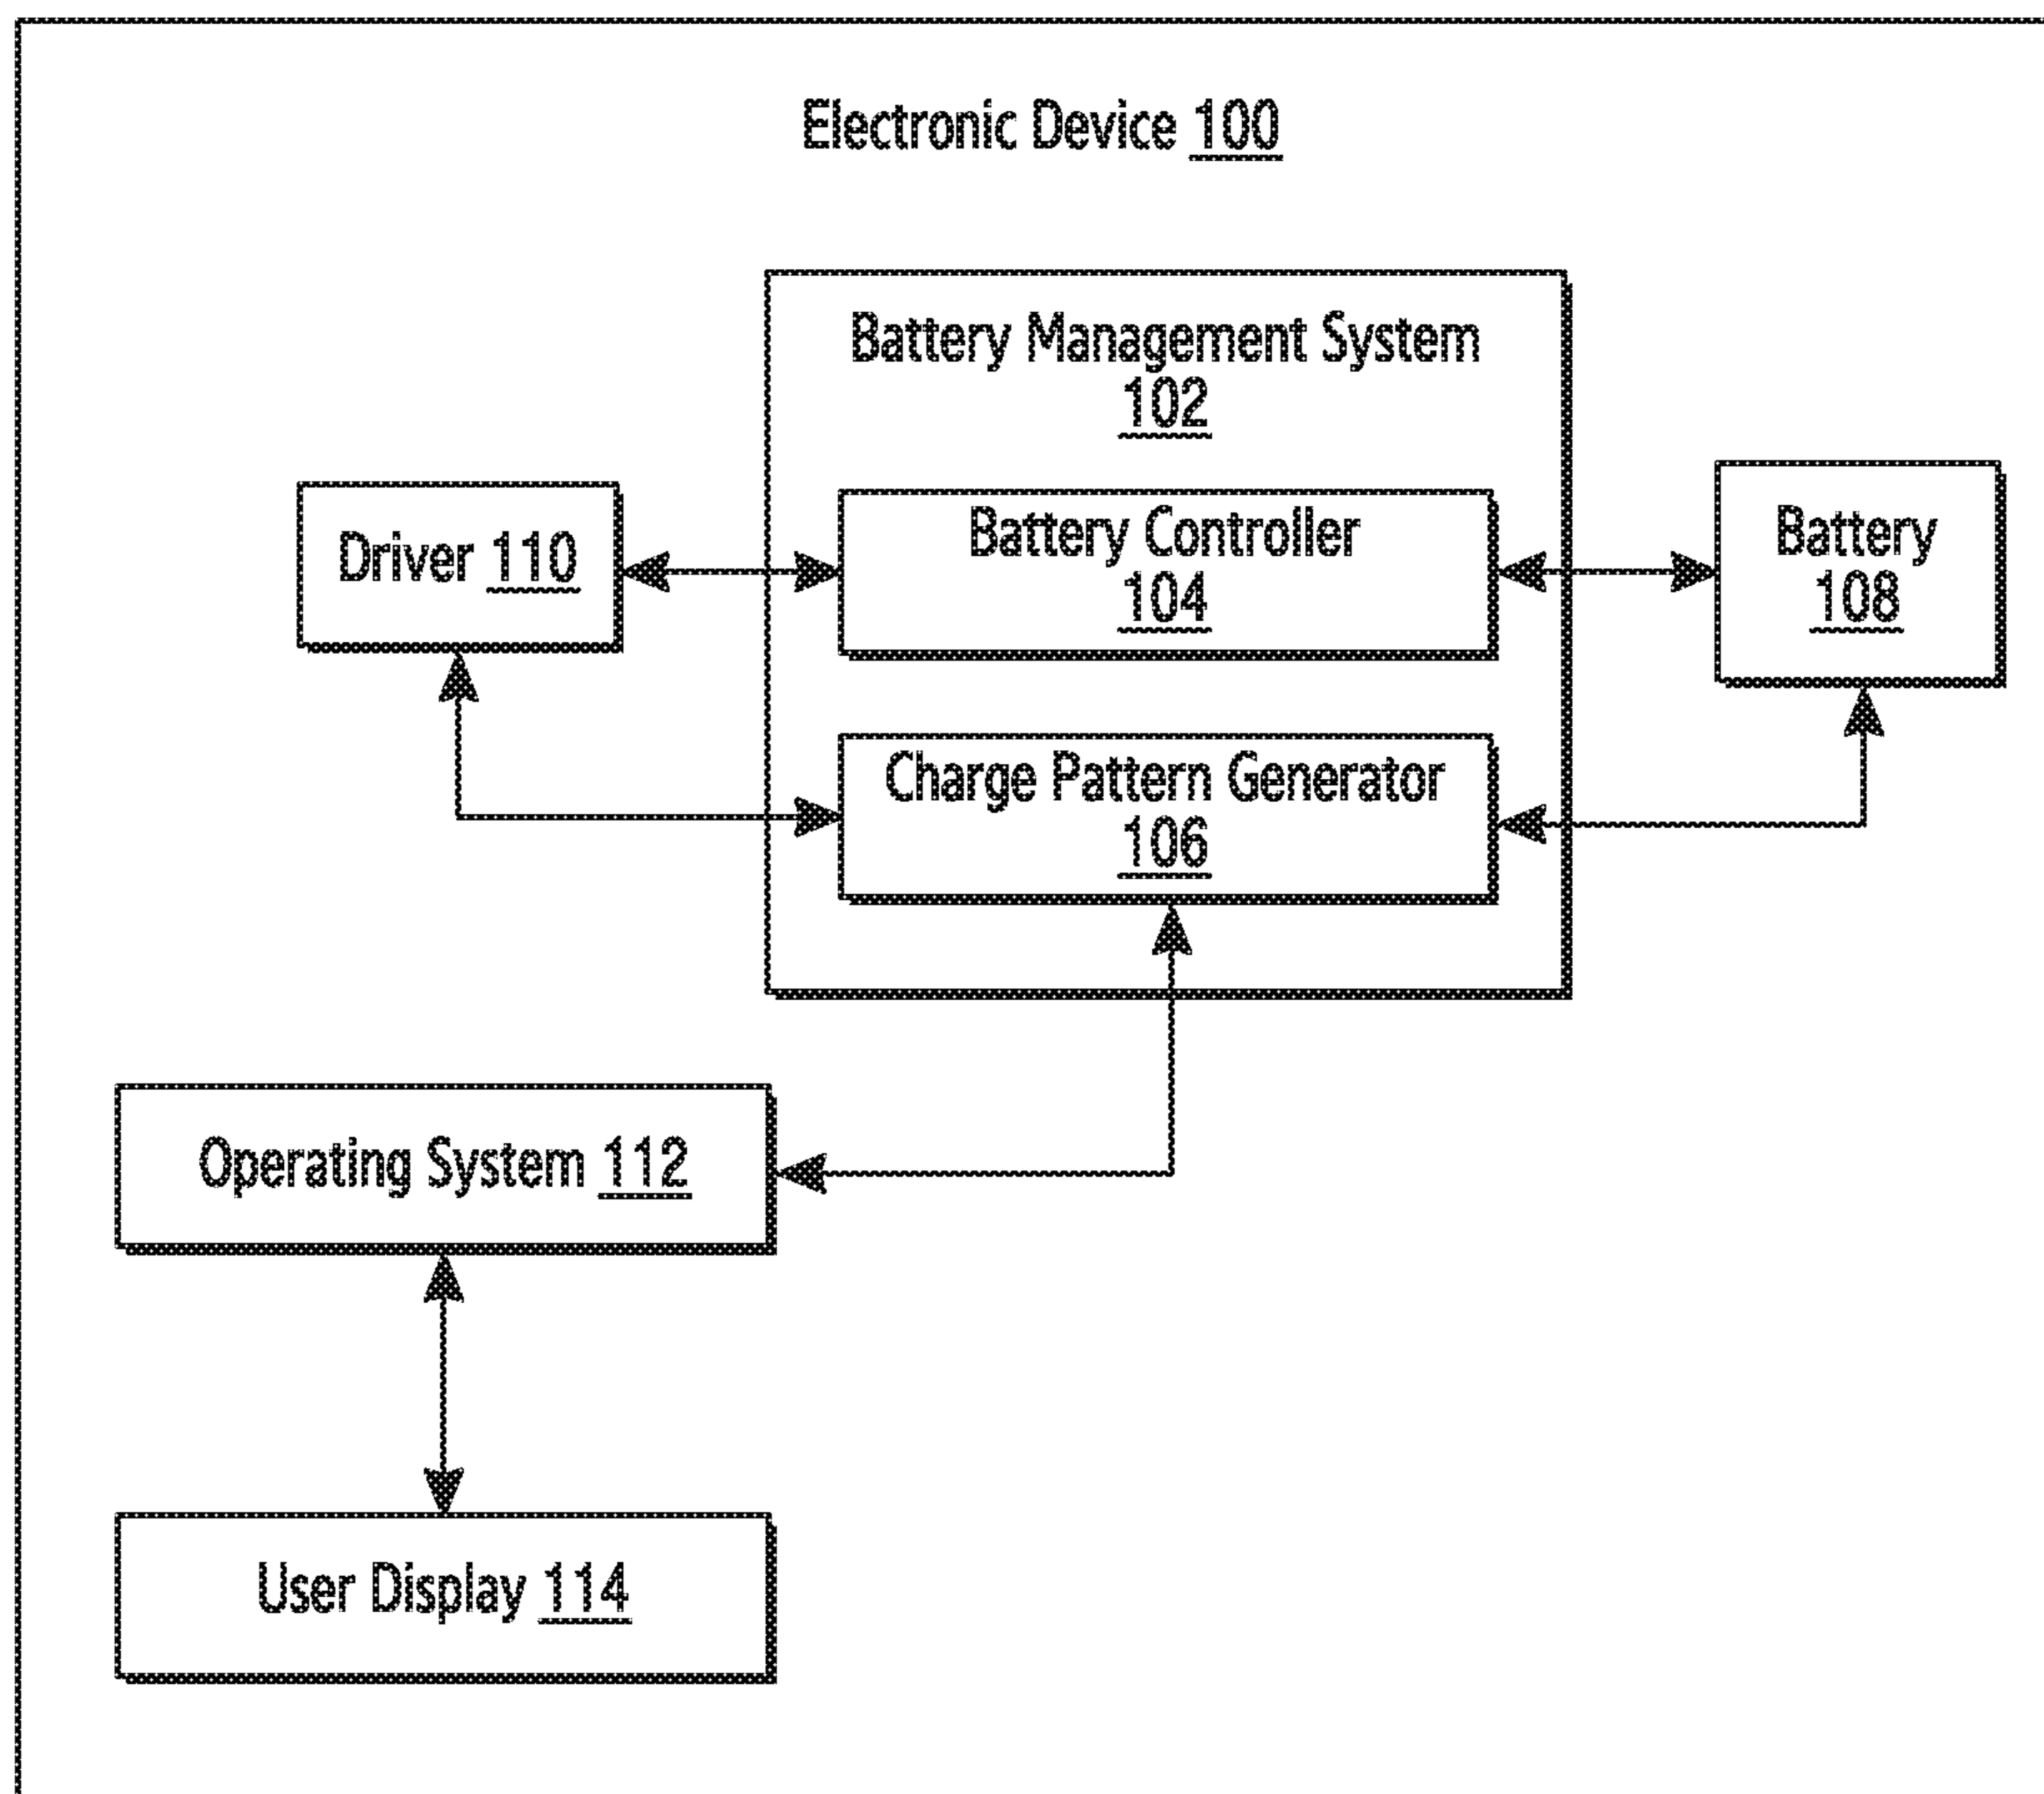 Electronic Device 100
Battery Management System
102
Driver 110
Battery Controller
104
Battery
108
Charge Pattern Generator
106
Operating System 112
User Display 114